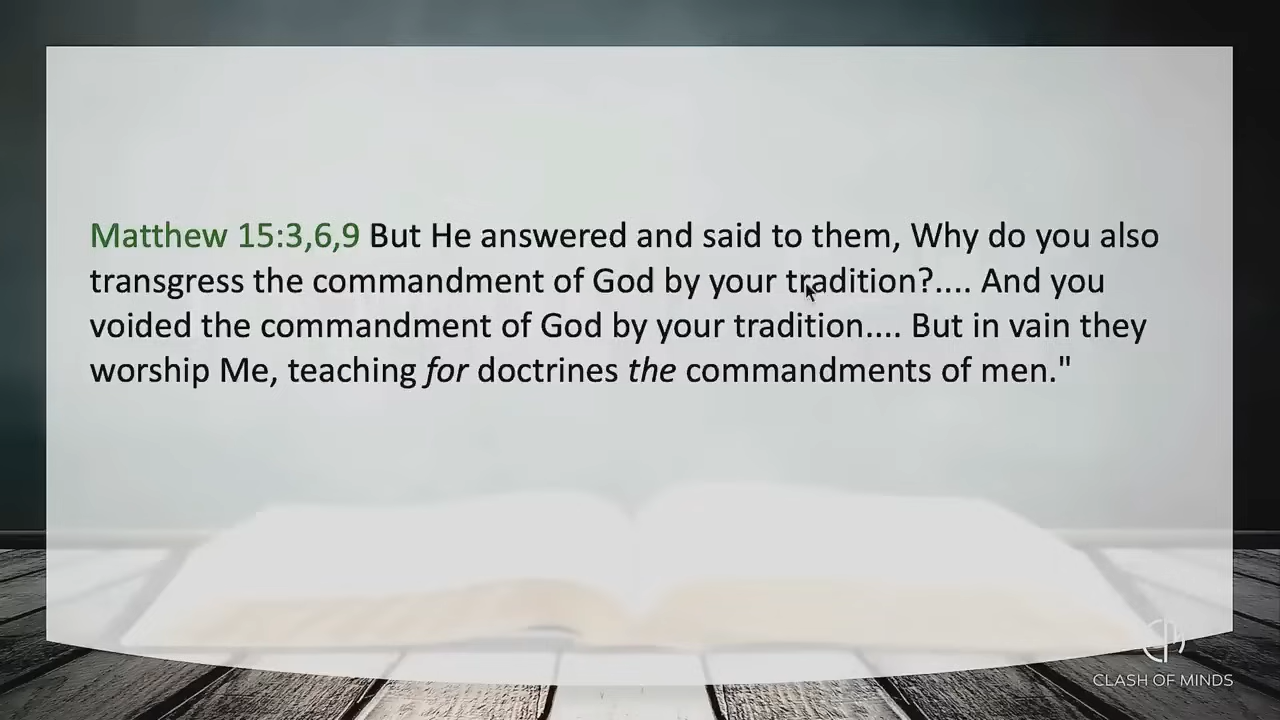 Matthew 15:3,6,9 But He answered and said to them, Why do you also
transgress the commandment of God by your tradition?.... And you
voided the commandment of God by your tradition.... But in vain they
worship Me, teaching for doctrines the commandments of men."
CLASH OF MINDS